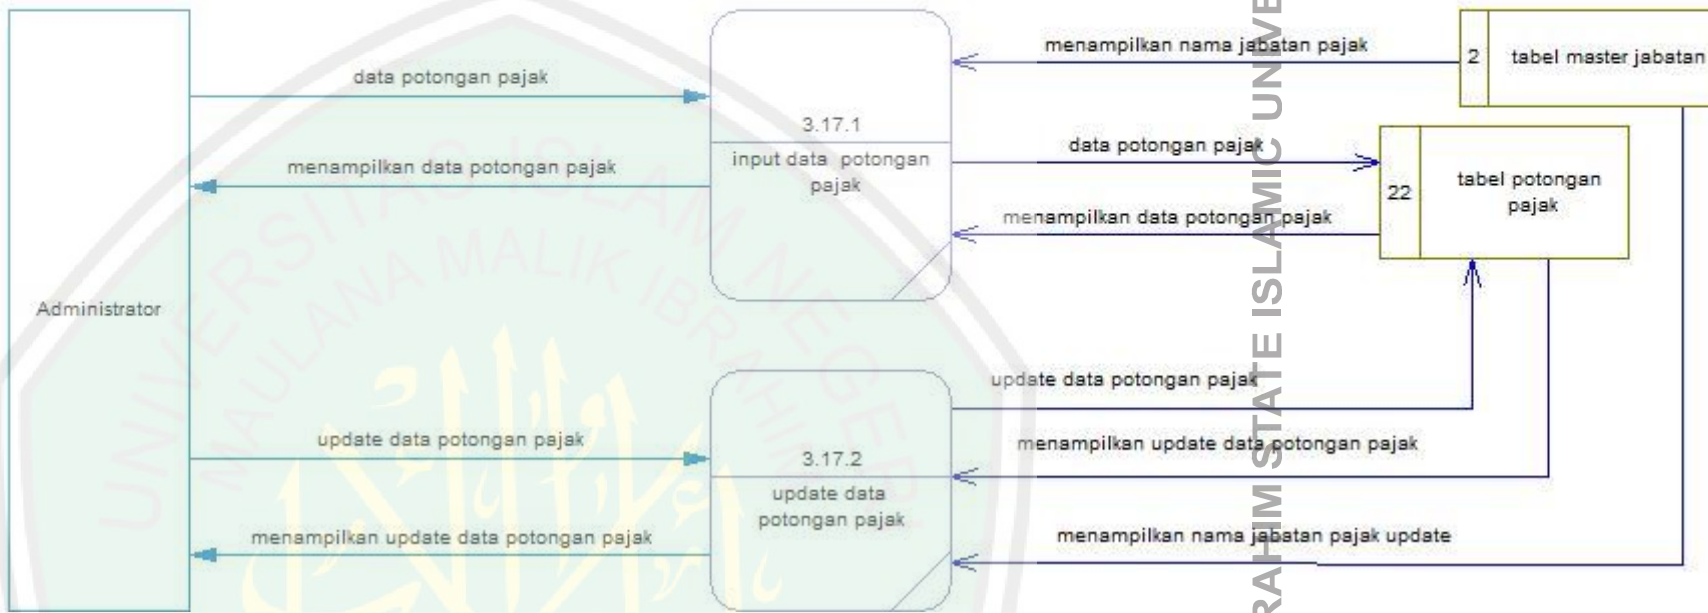 menampilkan nama jabatan pajak
2
tabel master jabatan
data potongan pajak
3.17.1
input data potongan
pajak
data potongan pajak
menampilkan data potongan pajak
22
tabel potongan
pajak
menampilkan data potongan pajak
Administrator
update data potongan pajak
update data potongan pajak
menampilkan update data potongan pajak
3.17.2
update data
potongan pajak
menampilkan update data potongan pajak
menampilkan nama jabatan pajak update
UNIVERSITAS ISLAM NEGERI
MAULANA MALIK IBRAHIM
STATE ISLAMIC